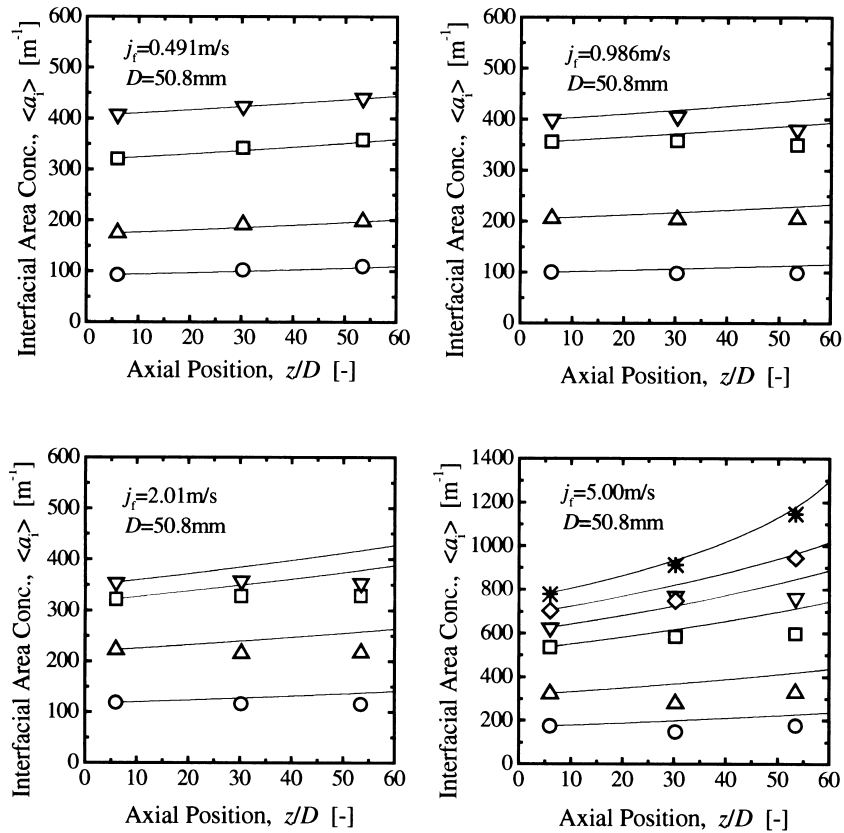 600
500
400
300
200
100
0
Interfacial Area Conc., <aᵢ> [m⁻¹]
j_f=0.491m/s
D=50.8mm
0 10 20 30 40 50 60
Axial Position, z/D [-]
600
500
400
300
200
100
0
Interfacial Area Conc., <aᵢ> [m⁻¹]
j_f=0.986m/s
D=50.8mm
0 10 20 30 40 50 60
Axial Position, z/D [-]
600
500
400
300
200
100
0
Interfacial Area Conc., <aᵢ> [m⁻¹]
j_f=2.01m/s
D=50.8mm
0 10 20 30 40 50 60
Axial Position, z/D [-]
1400
1200
1000
800
600
400
200
0
Interfacial Area Conc., <aᵢ> [m⁻¹]
j_f=5.00m/s
D=50.8mm
0 10 20 30 40 50 60
Axial Position, z/D [-]